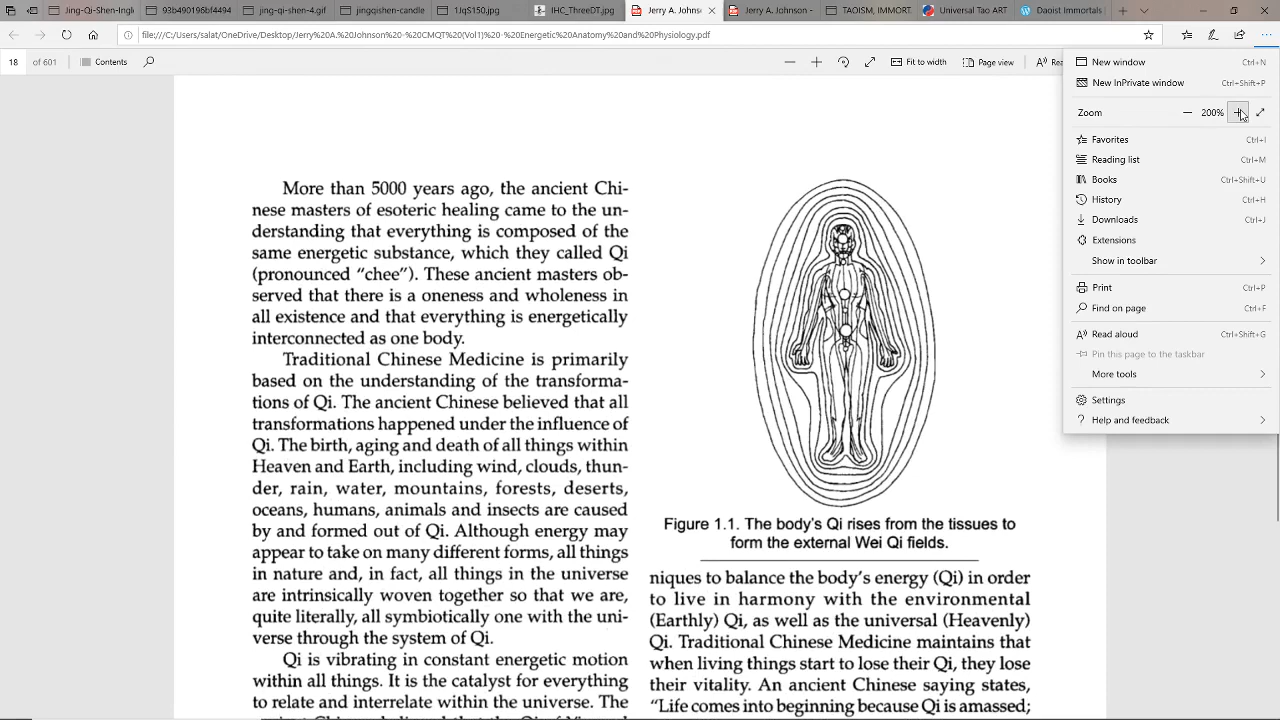 Qi-Qi-Shen-Ingl
93b490149496.pn
jing-qi-shen-4.gi
jingqishen-candle
1JqS150.jpg
IHC_ThreeDT.jpg
Jerry A. Johns
Jerry A. Johnson -
TAOISM, IMMORT
Universal Tao ART
Daoist Immortals
file:///C:/Users/salat/OneDrive/Desktop/Jerry%20A.%20Johnson%20-%20CMQT%20(Vol1)%20-%20Energetic%20Anatomy%20and%20Physiology.pdf
18 of 601
Contents
Fit to width
Page view
Rea
New window Ctrl+N
New InPrivate window Ctrl+Shift+P
Zoom 200%
Favorites Ctrl+I
Reading list Ctrl+M
Books Ctrl+Shift+U
History Ctrl+H
Downloads Ctrl+J
Extensions
Show in toolbar
Print Ctrl+P
Find on page Ctrl+F
Read aloud Ctrl+Shift+G
Pin this page to the taskbar
More tools
Settings
Help and feedback
More than 5000 years ago, the ancient Chi-
nese masters of esoteric healing came to the un-
derstanding that everything is composed of the
same energetic substance, which they called Qi
(pronounced “chee”). These ancient masters ob-
served that there is a oneness and wholeness in
all existence and that everything is energetically
interconnected as one body.
Traditional Chinese Medicine is primarily
based on the understanding of the transforma-
tions of Qi. The ancient Chinese believed that all
transformations happened under the influence of
Qi. The birth, aging and death of all things within
Heaven and Earth, including wind, clouds, thun-
der, rain, water, mountains, forests, deserts,
oceans, humans, animals and insects are caused
by and formed out of Qi. Although energy may
appear to take on many different forms, all things
in nature and, in fact, all things in the universe
are intrinsically woven together so that we are,
quite literally, all symbiotically one with the uni-
verse through the system of Qi.
Qi is vibrating in constant energetic motion
within all things. It is the catalyst for everything
to relate and interrelate within the universe. The
Figure 1.1. The body’s Qi rises from the tissues to
form the external Wei Qi fields.
niques to balance the body’s energy (Qi) in order
to live in harmony with the environmental
(Earthly) Qi, as well as the universal (Heavenly)
Qi. Traditional Chinese Medicine maintains that
when living things start to lose their Qi, they lose
their vitality. An ancient Chinese saying states,
“Life comes into beginning because Qi is amassed;